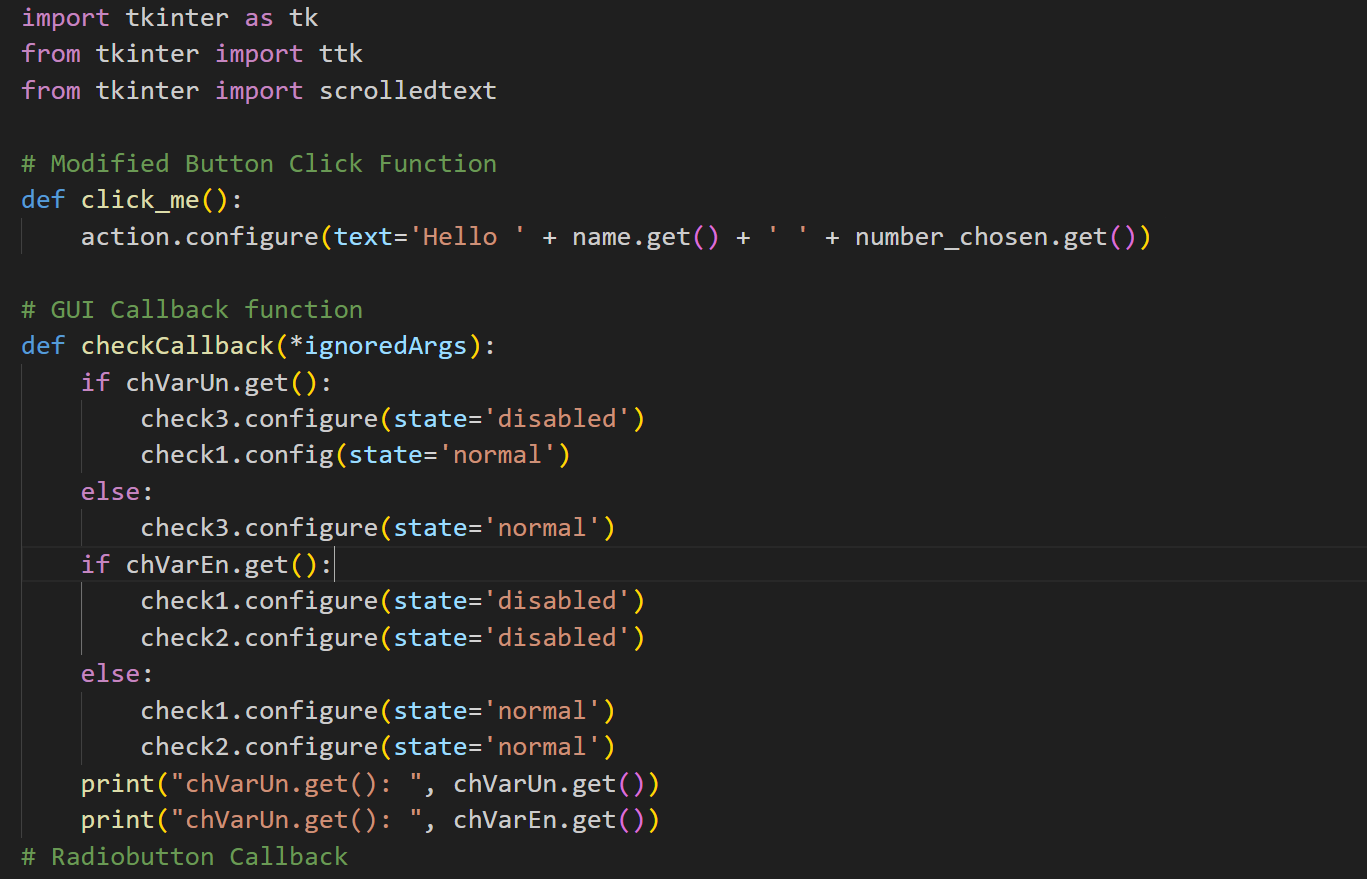 import tkinter as tk
from tkinter import ttk
from tkinter import scrolledtext

# Modified Button Click Function
def click_me():
    action.configure(text='Hello ' + name.get() + ' ' + number_chosen.get())

# GUI Callback function
def checkCallback(*ignoredArgs):
    if chVarUn.get():
        check3.configure(state='disabled')
        check1.config(state='normal')
    else:
        check3.configure(state='normal')
    if chVarEn.get():
        check1.configure(state='disabled')
        check2.configure(state='disabled')
    else:
        check1.configure(state='normal')
        check2.configure(state='normal')
    print("chVarUn.get(): ", chVarUn.get())
    print("chVarUn.get(): ", chVarEn.get())
# Radiobutton Callback